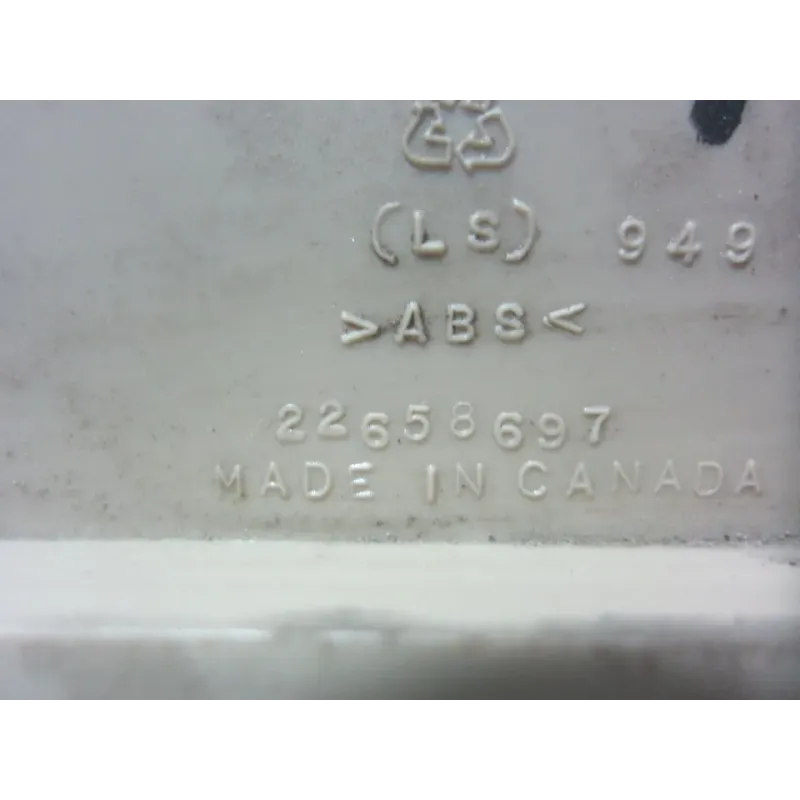 (LS) 949
>ABS<
22658697
MADE IN CANADA